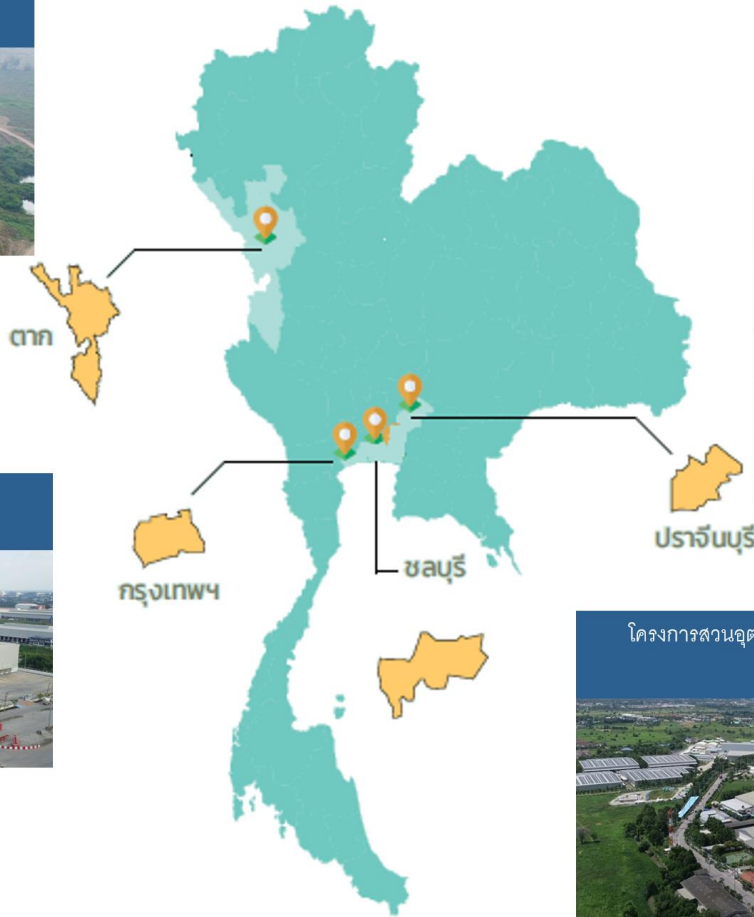 ตาก
กรุงเทพฯ
ชลบุรี
ปราจีนบุรี
โครงการสวนอุต